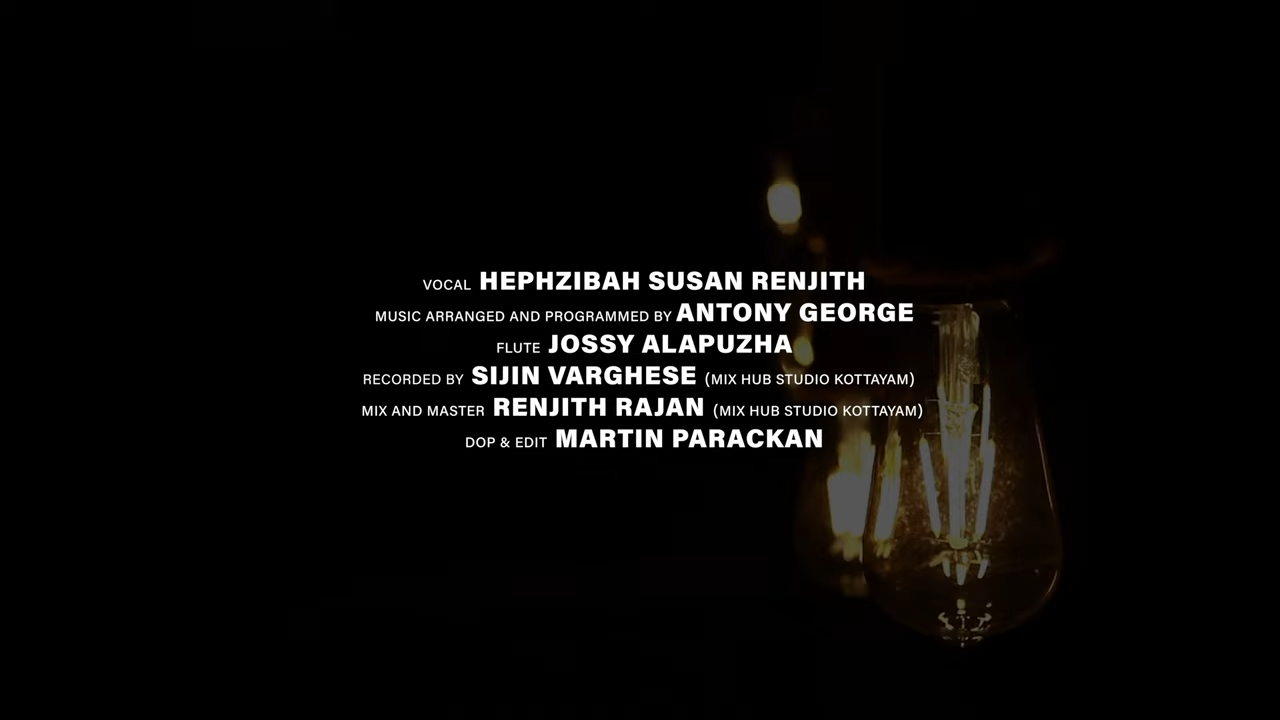 VOCAL HEPHZIBAH SUSAN RENJITH
MUSIC ARRANGED AND PROGRAMMED BY ANTONY GEORGE
FLUTE JOSSY ALAPUZHA
RECORDED BY SIJIN VARGHESE (MIX HUB STUDIO KOTTAYAM)
MIX AND MASTER RENJITH RAJAN (MIX HUB STUDIO KOTTAYAM)
DOP & EDIT MARTIN PARACKAN